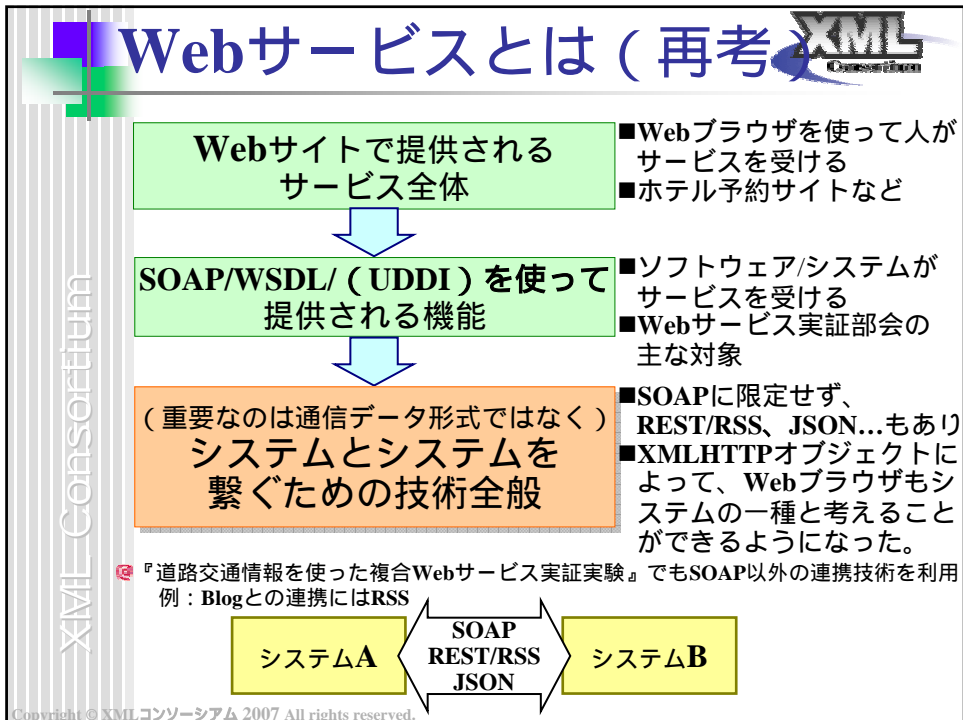 Webサービスとは（再考）
XML
Consortium
Webサイトで提供される
サービス全体
■Webブラウザを使って人が
サービスを受ける
■ホテル予約サイトなど
SOAP/WSDL/（UDDI）を使って
提供される機能
■ソフトウェア/システムが
サービスを受ける
■Webサービス実証部会の
主な対象
（重要なのは通信データ形式ではなく）
システムとシステムを
繋ぐための技術全般
■SOAPに限定せず、
REST/RSS、JSON…もあり
■XMLHTTPオブジェクトに
よって、Webブラウザもシ
ステムの一種と考えること
ができるようになった。
『道路交通情報を使った複合Webサービス実証実験』でもSOAP以外の連携技術を利用
例：Blogとの連携にはRSS
システムA
SOAP
REST/RSS
JSON
システムB
XML Consortium
Copyright © XMLコンソーシアム 2007 All rights reserved.